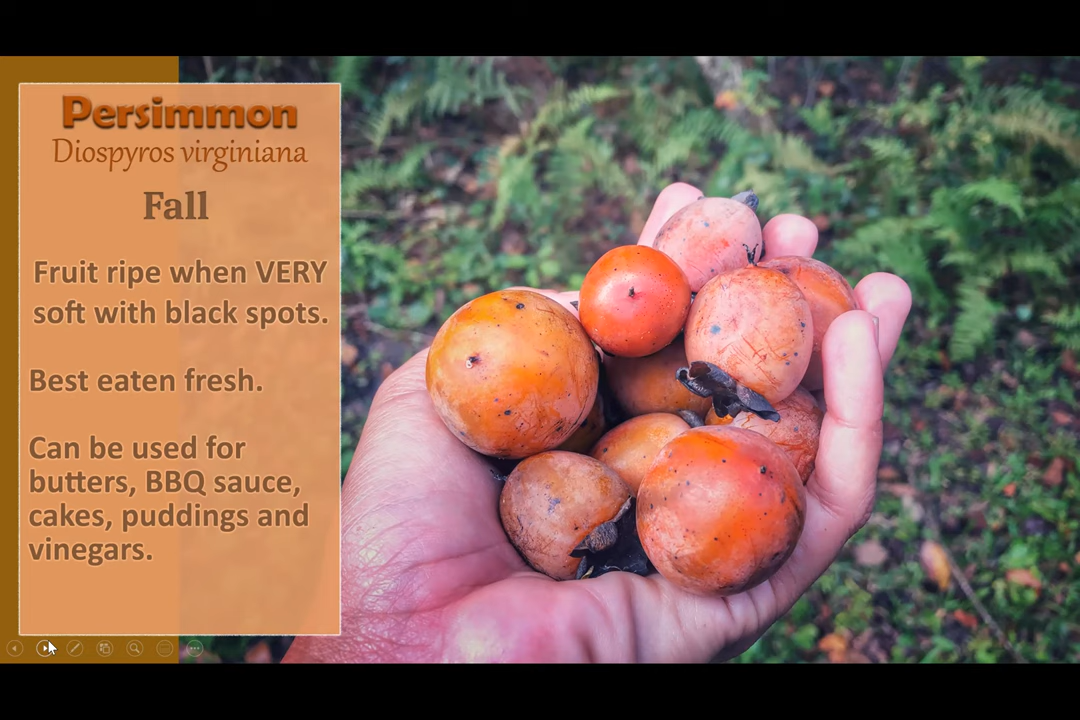 Persimmon
Diospyros virginiana
Fall
Fruit ripe when VERY
soft with black spots.
Best eaten fresh.
Can be used for
butters, BBQ sauce,
cakes, puddings and
vinegars.